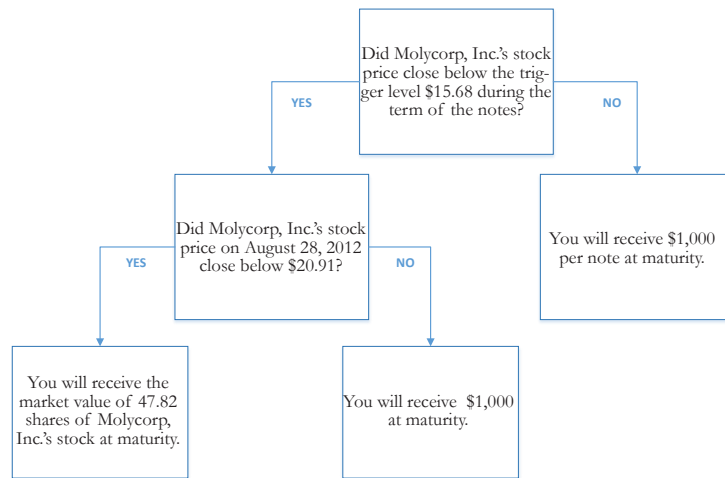 Did Molycorp, Inc.'s stock
price close below the trig-
ger level $15.68 during the
term of the notes?
YES
NO
Did Molycorp, Inc.'s stock
price on August 28, 2012
close below $20.91?
You will receive $1,000
per note at maturity.
YES
NO
You will receive the
market value of 47.82
shares of Molycorp,
Inc.'s stock at maturity.
You will receive $1,000
at maturity.